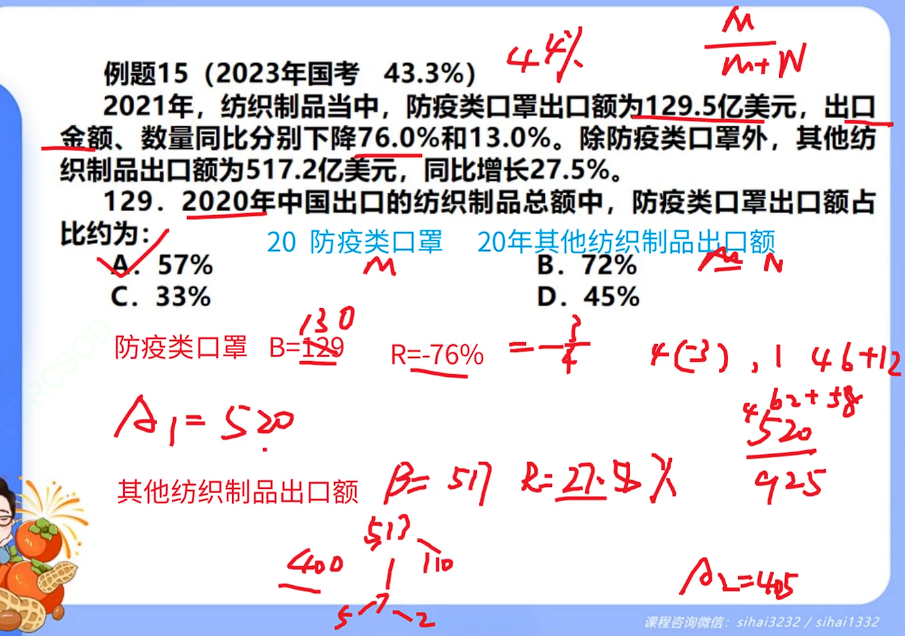 例题15（2023年国考 43.3%）
44%
M
M+N
2021年，纺织制品当中，防疫类口罩出口额为129.5亿美元，出口
金额、数量同比分别下降76.0%和13.0%。除防疫类口罩外，其他纺
织制品出口额为517.2亿美元，同比增长27.5%。
129．2020年中国出口的纺织制品总额中，防疫类口罩出口额占
比约为：
20 防疫类口罩 20年其他纺织制品出口额
A．57%
M
B．72%
N
C．33%
D．45%
130
防疫类口罩 B=129 R=-76% =-3/4
4(-3),1 46+12
62+58
A1=520
520
925
其他纺织制品出口额 B=517 R=27.5%
517
400 110
5 7 2
A2=405
课程咨询微信：sihai3232 / sihai1332